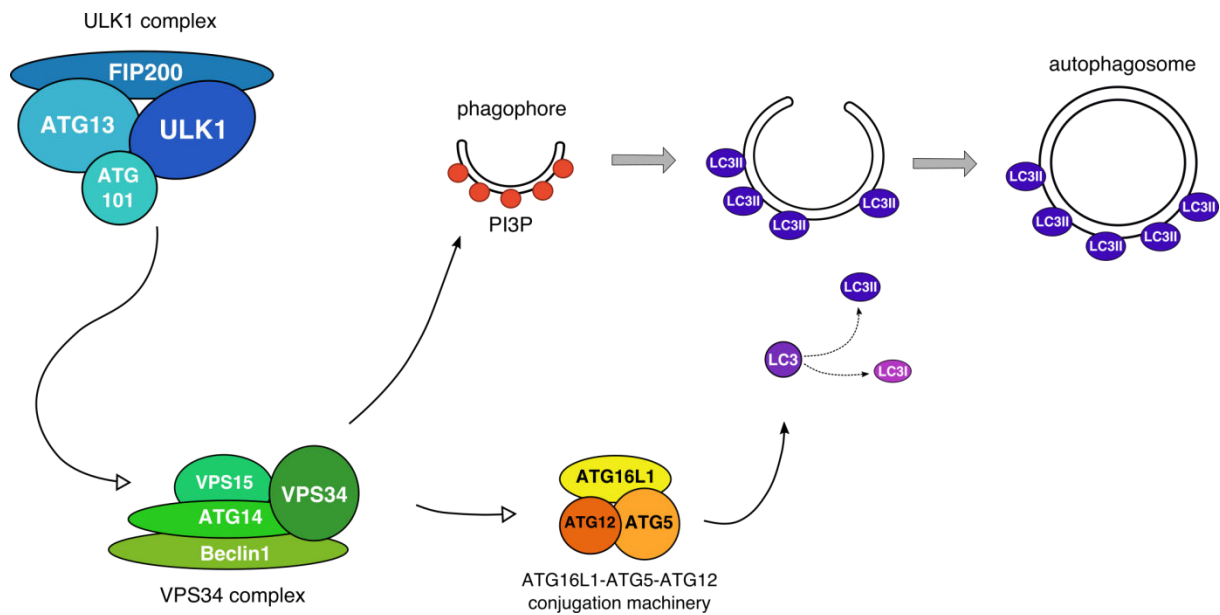 ULK1 complex
FIP200
ATG13
ULK1
ATG
101
phagophore
PI3P
LC3II
LC3II
LC3II
LC3II
autophagosome
LC3II
LC3II
LC3II
LC3II
LC3II
LC3II
LC3
LC3I
VPS15
VPS34
ATG14
Beclin1
VPS34 complex
ATG16L1
ATG12
ATG5
ATG16L1-ATG5-ATG12
conjugation machinery